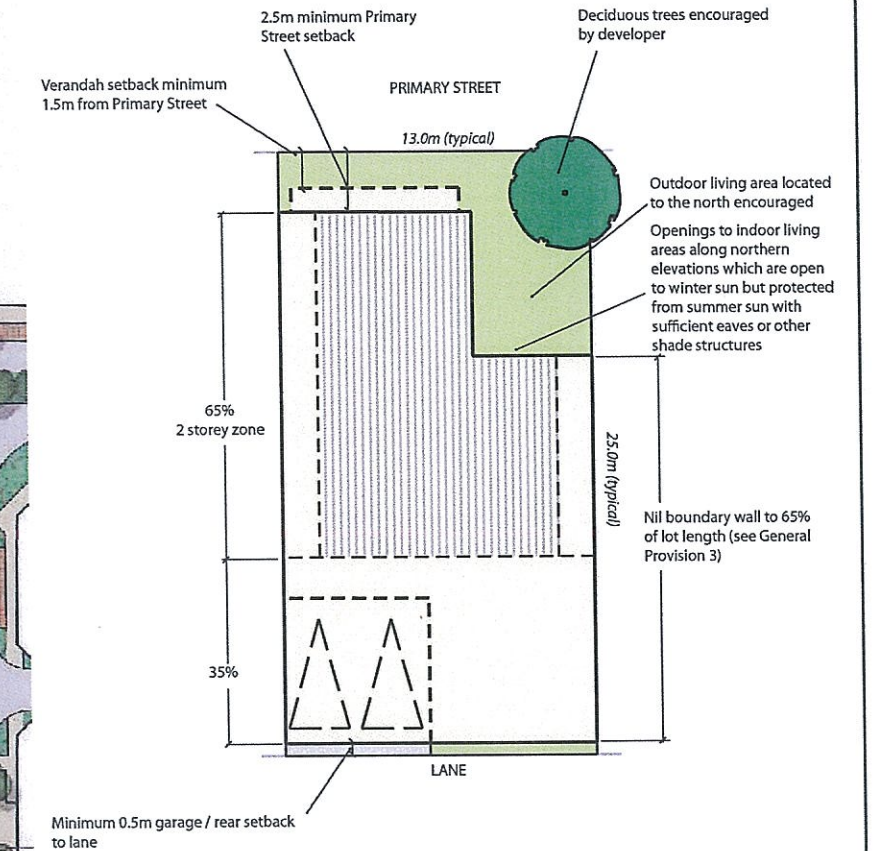 2.5m minimum Primary
Street setback
Deciduous trees encouraged
by developer
Verandah setback minimum
1.5m from Primary Street
PRIMARY STREET
13.0m (typical)
Outdoor living area located
to the north encouraged
Openings to indoor living
areas along northern
elevations which are open
to winter sun but protected
from summer sun with
sufficient eaves or other
shade structures
65%
2 storey zone
25.0m (typical)
Nil boundary wall to 65%
of lot length (see General
Provision 3)
35%
LANE
Minimum 0.5m garage / rear setback
to lane